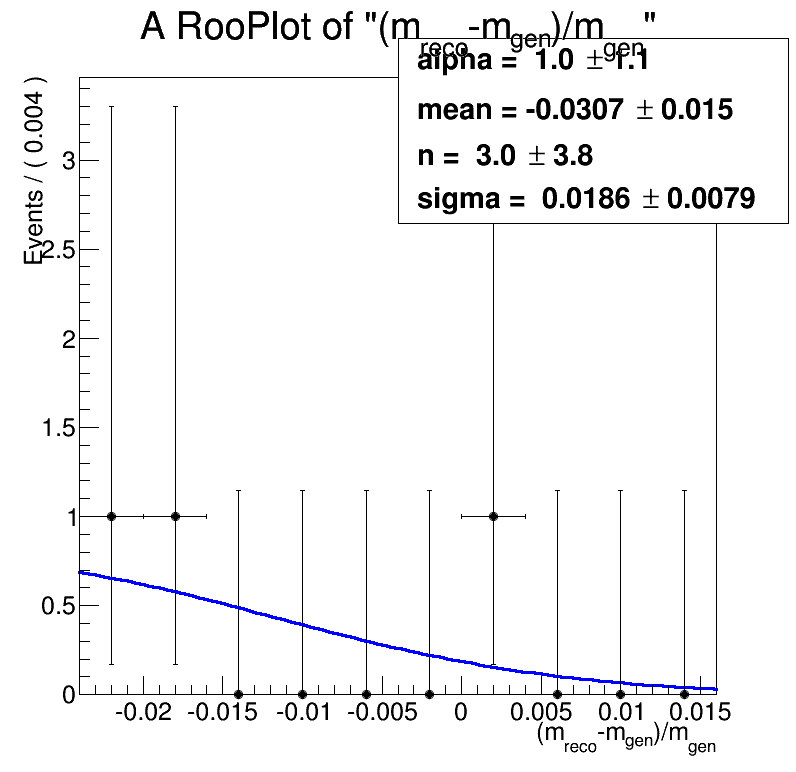 A RooPlot of "(m_reco-m_gen)/m_gen"
alpha = 1.0 ± 1.1
mean = -0.0307 ± 0.015
n = 3.0 ± 3.8
sigma = 0.0186 ± 0.0079
Events / ( 0.004 )
3
2.5
2
1.5
1
0.5
0
-0.02 -0.015 -0.01 -0.005 0 0.005 0.01 0.015
(m_reco-m_gen)/m_gen